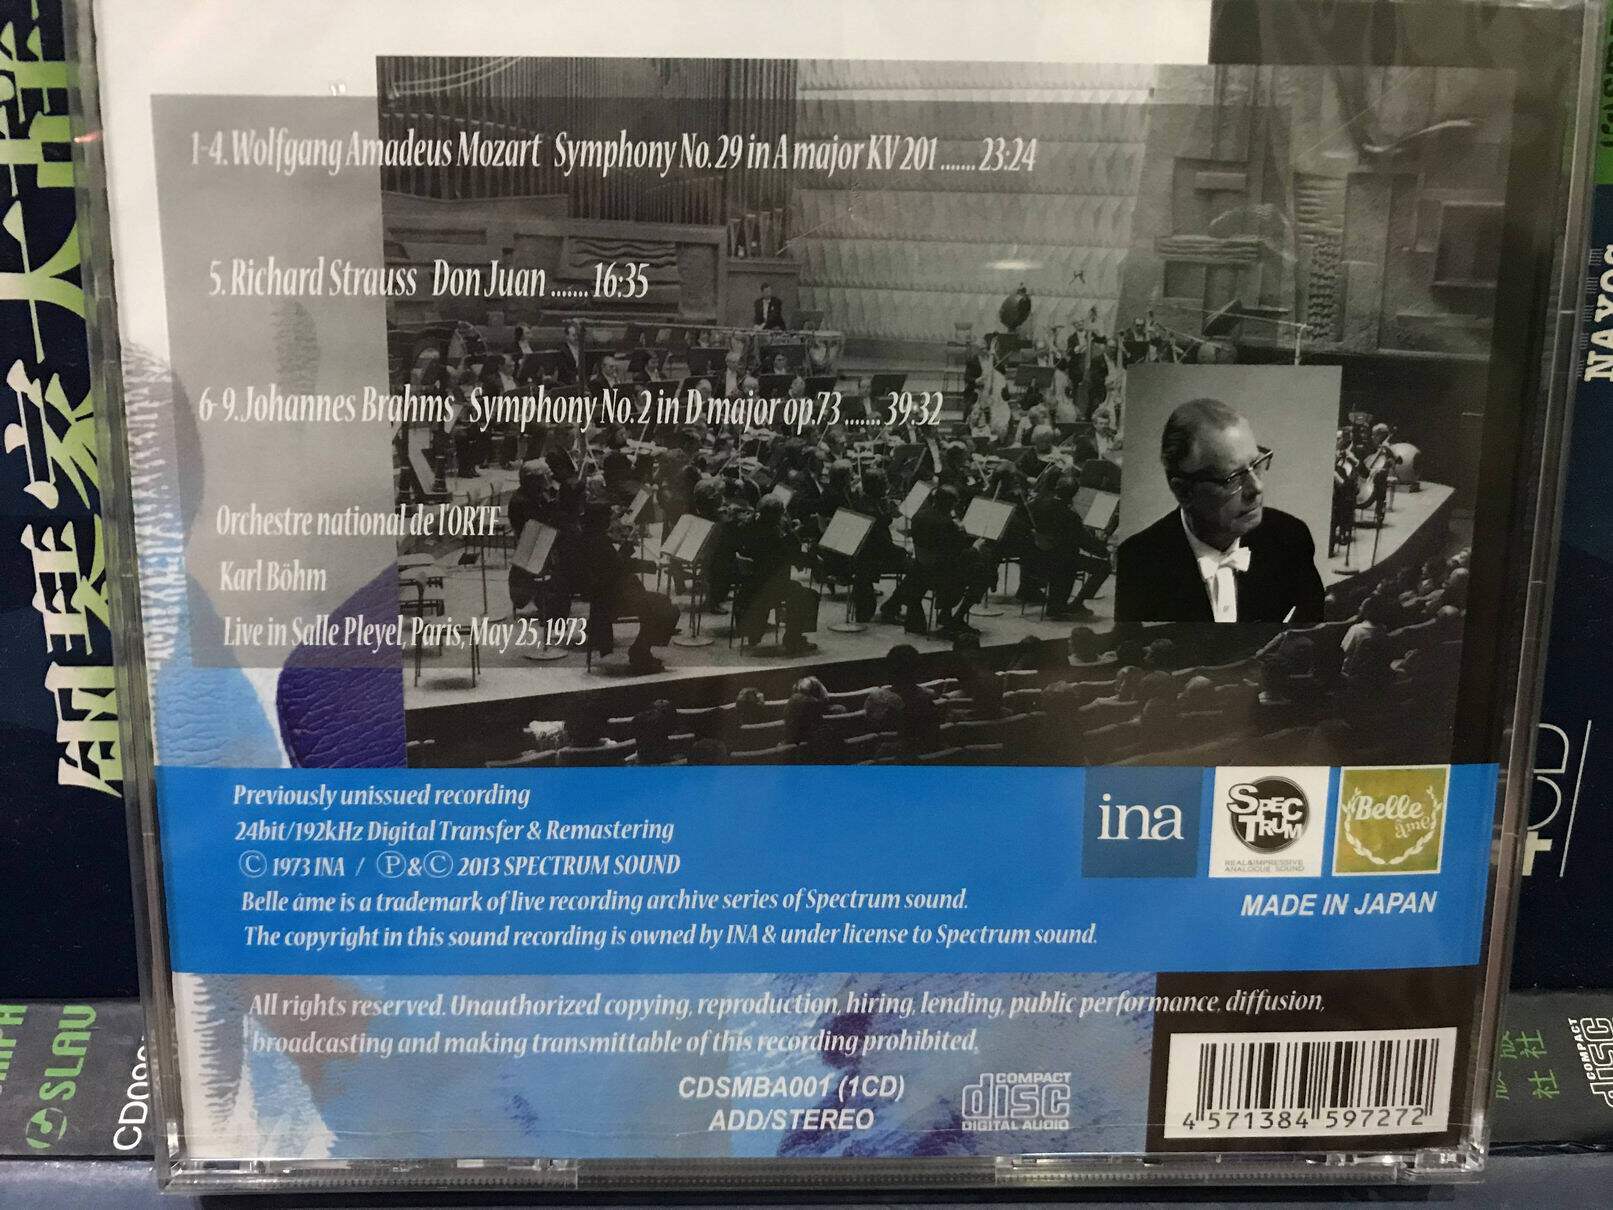 1-4. Wolfgang Amadeus Mozart Symphony No. 29 in A major KV 201 ....... 23:24
5. Richard Strauss Don Juan ....... 16:35
6-9. Johannes Brahms Symphony No. 2 in D major op.73 ....... 39:32
Orchestre national de l'ORTF
Karl Böhm
Live in Salle Pleyel, Paris, May 25, 1973
Previously unissued recording
24bit/192kHz Digital Transfer & Remastering
Ⓒ 1973 INA / Ⓟ&Ⓒ 2013 SPECTRUM SOUND
Belle âme is a trademark of live recording archive series of Spectrum sound.
The copyright in this sound recording is owned by INA & under license to Spectrum sound.
ina
SPECTRUM
REAL&IMPRESSIVE
ANALOGUE SOUND
Belle
âme
MADE IN JAPAN
All rights reserved. Unauthorized copying, reproduction, hiring, lending, public performance, diffusion,
broadcasting and making transmittable of this recording prohibited.
CDSMBA001 (1CD)
ADD/STEREO
COMPACT
disc
DIGITAL AUDIO
4 571384 597272
SLAV
NAXOS
4CD
COMPACT
disc